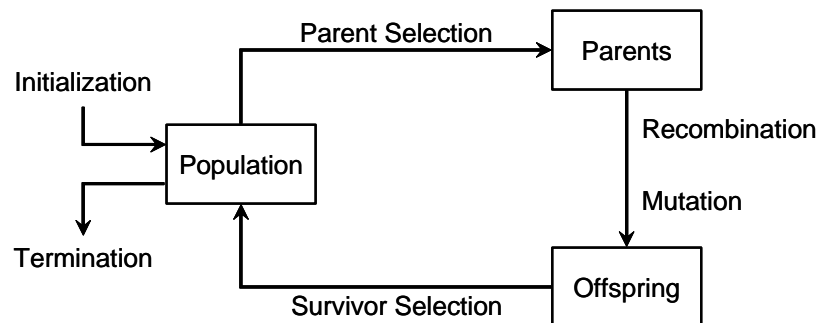 Parent Selection
Parents
Initialization
Recombination
Population
Mutation
Termination
Offspring
Survivor Selection